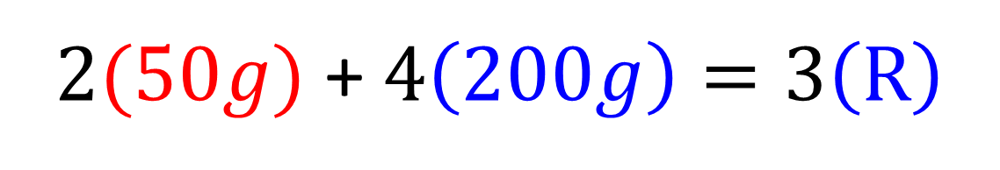 2(50g) + 4(200g) = 3(R)